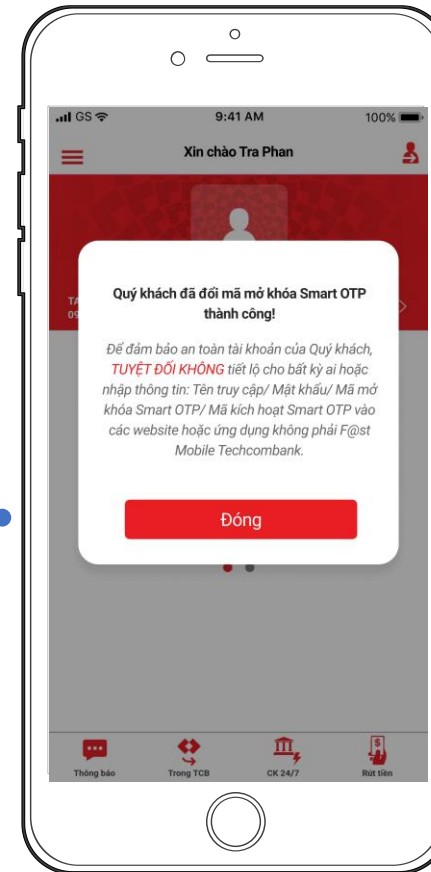 GS 9:41 AM 100%
Xin chào Tra Phan
TA
09
Quý khách đã đổi mã mở khóa Smart OTP
thành công!
Để đảm bảo an toàn tài khoản của Quý khách,
TUYỆT ĐỐI KHÔNG tiết lộ cho bất kỳ ai hoặc
nhập thông tin: Tên truy cập/ Mật khẩu/ Mã mở
khóa Smart OTP/ Mã kích hoạt Smart OTP vào
các website hoặc ứng dụng không phải F@st
Mobile Techcombank.
Đóng
Thông báo Trong TCB CK 24/7 Rút tiền